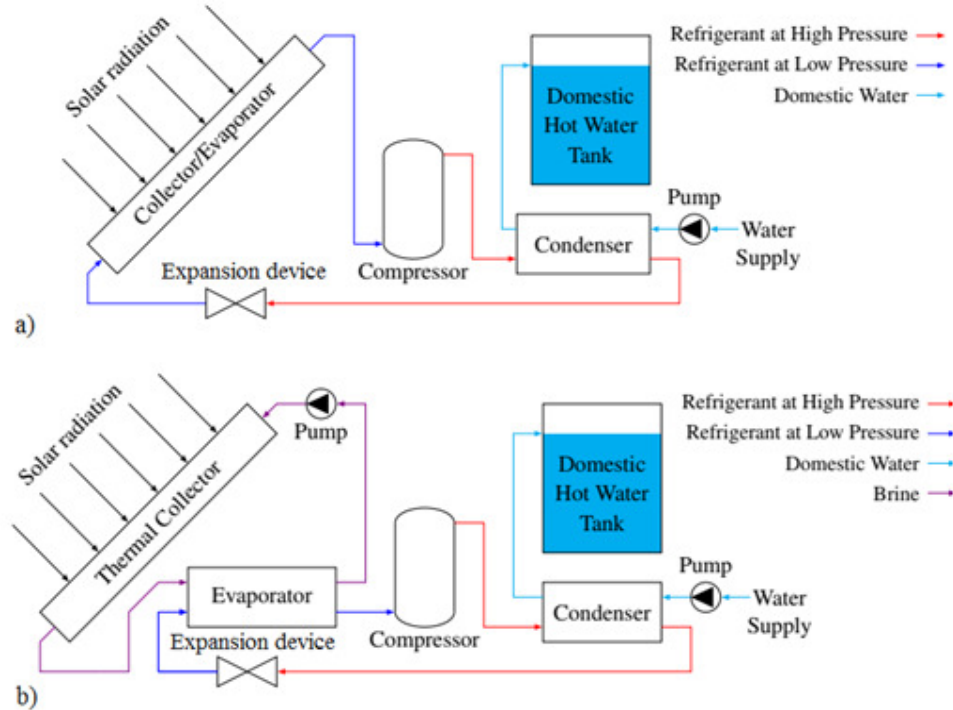 Solar radiation
Collector/Evaporator
Expansion device
Compressor
Domestic
Hot Water
Tank
Condenser
Pump
Water
Supply
Refrigerant at High Pressure
Refrigerant at Low Pressure
Domestic Water
a)
Solar radiation
Thermal Collector
Pump
Evaporator
Expansion device
Compressor
Domestic
Hot Water
Tank
Condenser
Pump
Water
Supply
Refrigerant at High Pressure
Refrigerant at Low Pressure
Domestic Water
Brine
b)